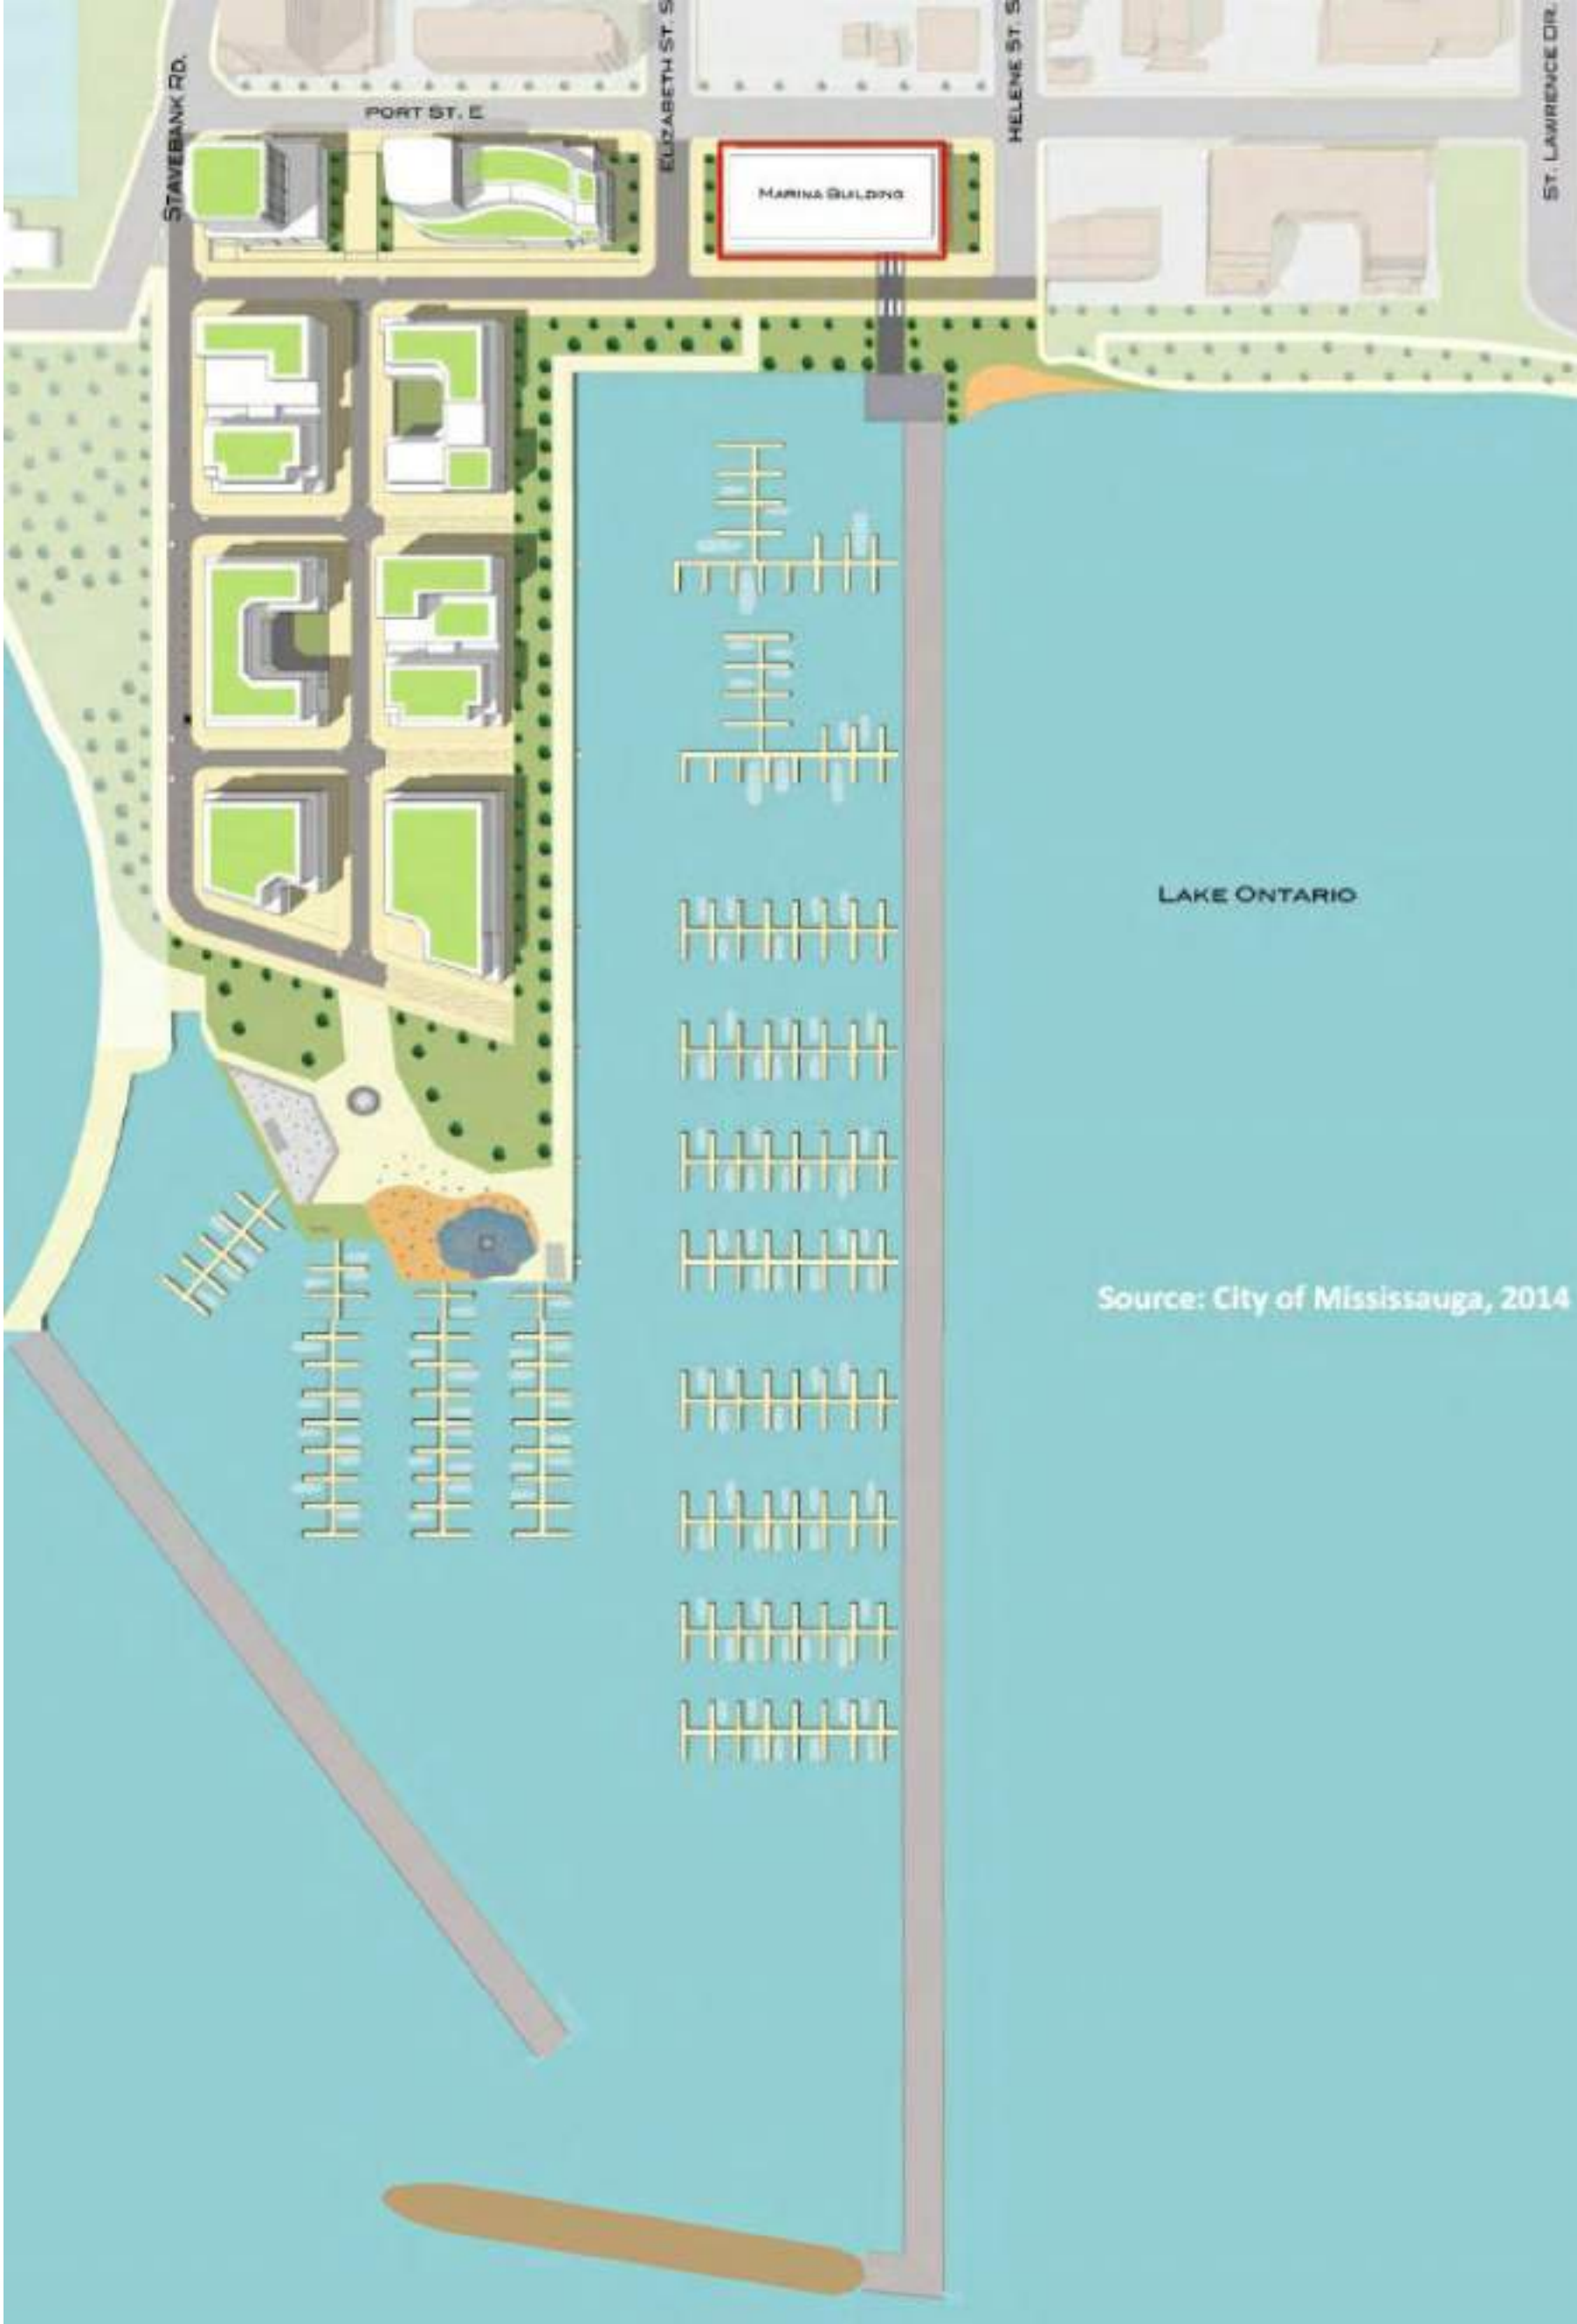 STAVEBANK RD.
PORT ST. E
ELIZABETH ST. S
HELENE ST. S
ST. LAWRENCE DR.
MARINA BUILDING
LAKE ONTARIO
Source: City of Mississauga, 2014